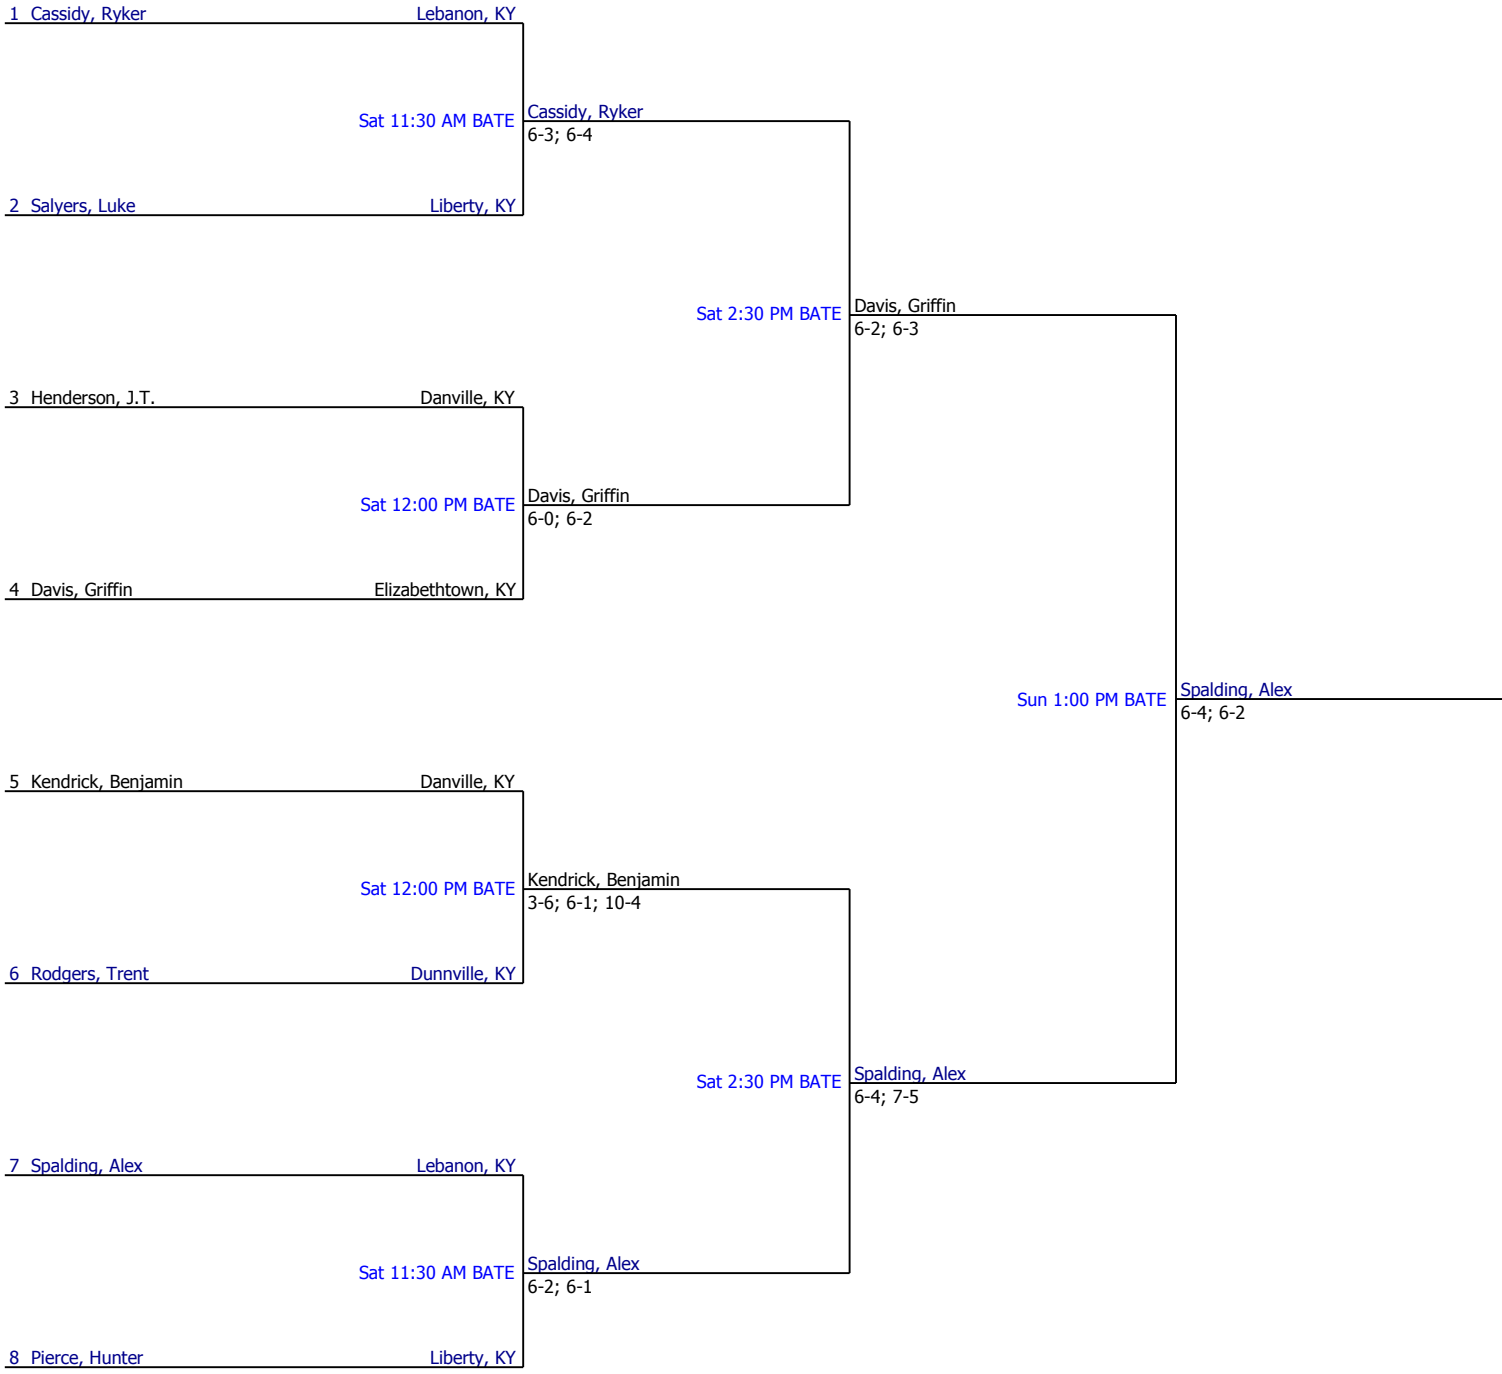 1 Cassidy, Ryker Lebanon, KY
Sat 11:30 AM BATE Cassidy, Ryker
6-3; 6-4
2 Salyers, Luke Liberty, KY
Sat 2:30 PM BATE Davis, Griffin
6-2; 6-3
3 Henderson, J.T. Danville, KY
Sat 12:00 PM BATE Davis, Griffin
6-0; 6-2
4 Davis, Griffin Elizabethtown, KY
Sun 1:00 PM BATE Spalding, Alex
6-4; 6-2
5 Kendrick, Benjamin Danville, KY
Sat 12:00 PM BATE Kendrick, Benjamin
3-6; 6-1; 10-4
6 Rodgers, Trent Dunnville, KY
Sat 2:30 PM BATE Spalding, Alex
6-4; 7-5
7 Spalding, Alex Lebanon, KY
Sat 11:30 AM BATE Spalding, Alex
6-2; 6-1
8 Pierce, Hunter Liberty, KY